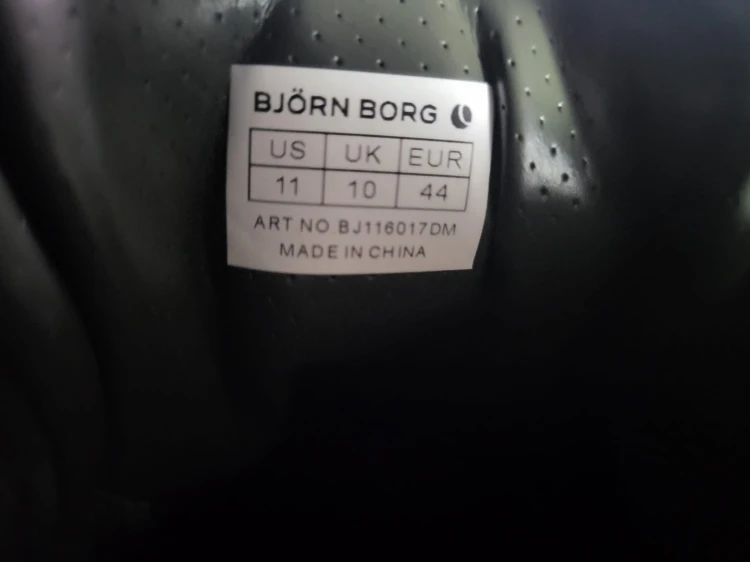 BJÖRN BORG
US UK EUR
11 10 44
ART NO BJ116017DM
MADE IN CHINA